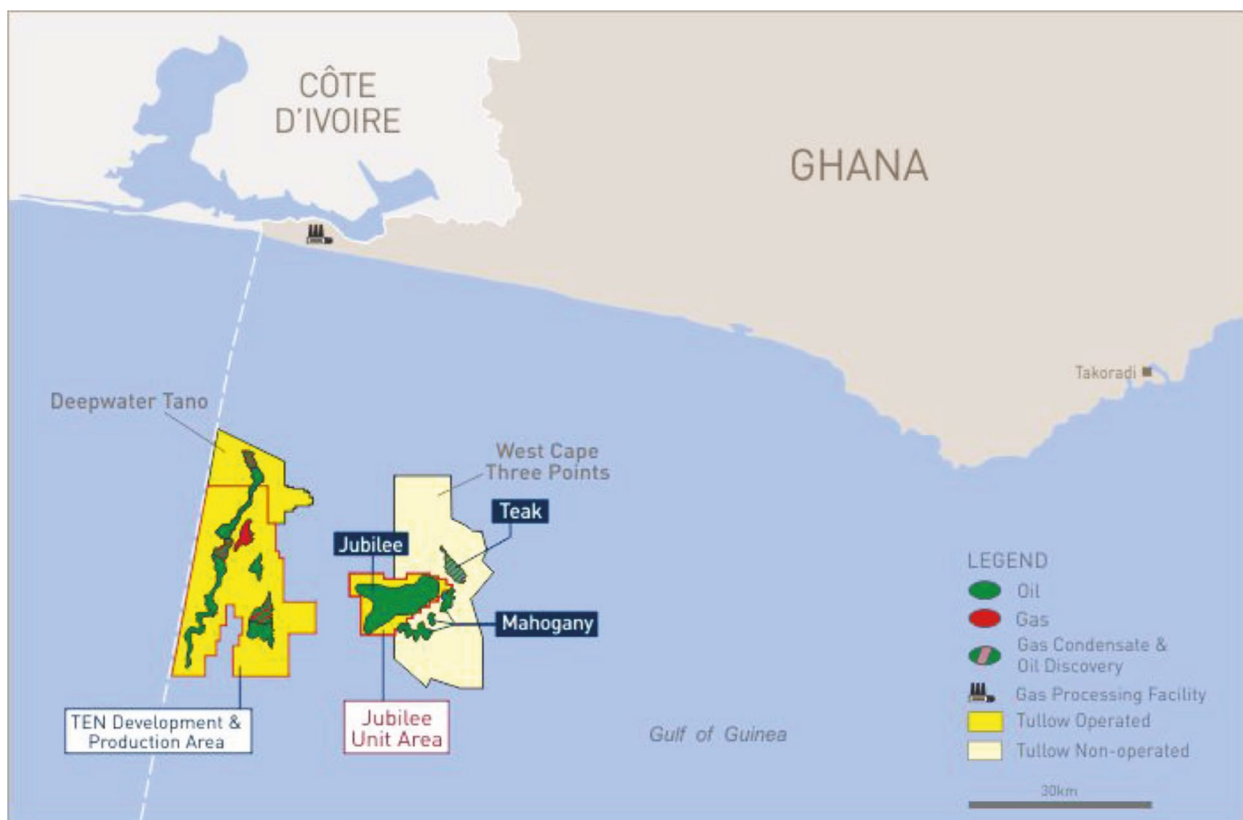 CÔTE
D'IVOIRE
GHANA
Takoradi
Deepwater Tano
West Cape
Three Points
Teak
Jubilee
Mahogany
TEN Development &
Production Area
Jubilee
Unit Area
Gulf of Guinea
LEGEND
Oil
Gas
Gas Condensate &
Oil Discovery
Gas Processing Facility
Tullow Operated
Tullow Non-operated
30km